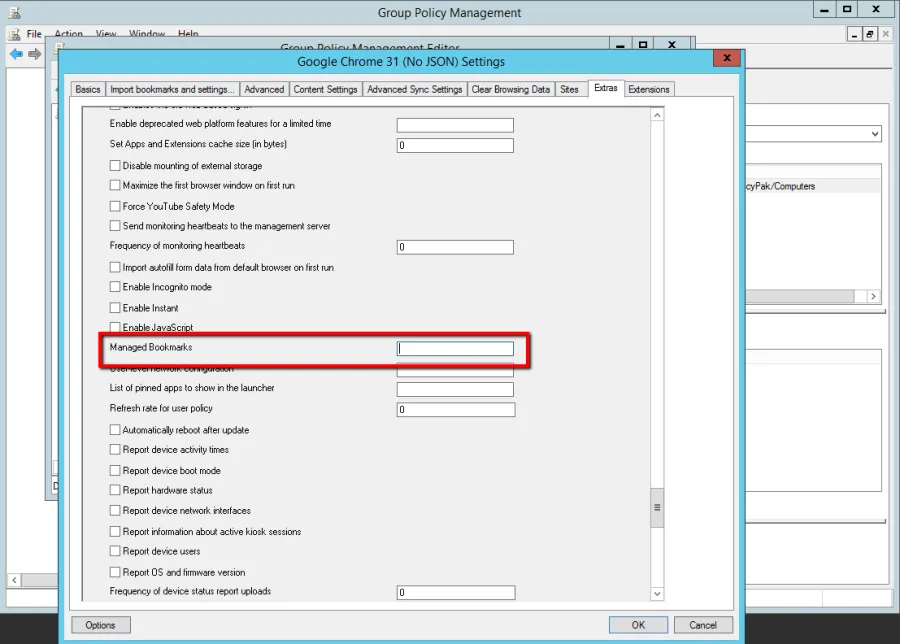 Group Policy Management
File Action View Window Help
Group Policy Management Editor
Google Chrome 31 (No JSON) Settings
Basics Import bookmarks and settings... Advanced Content Settings Advanced Sync Settings Clear Browsing Data Sites Extras Extensions
Enable deprecated web platform features for a limited time
Set Apps and Extensions cache size (in bytes) 0
Disable mounting of external storage
Maximize the first browser window on first run
Force YouTube Safety Mode
Send monitoring heartbeats to the management server
Frequency of monitoring heartbeats 0
Import autofill form data from default browser on first run
Enable Incognito mode
Enable Instant
Enable JavaScript
Managed Bookmarks
User-level network configuration
List of pinned apps to show in the launcher
Refresh rate for user policy 0
Automatically reboot after update
Report device activity times
Report device boot mode
Report hardware status
Report device network interfaces
Report information about active kiosk sessions
Report device users
Report OS and firmware version
Frequency of device status report uploads 0
cyPak/Computers
Options OK Cancel